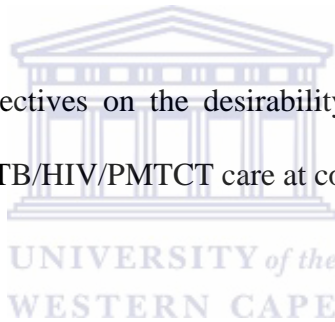 ectives on the desirability
TB/HIV/PMTCT care at co
UNIVERSITY of the
WESTERN CAPE